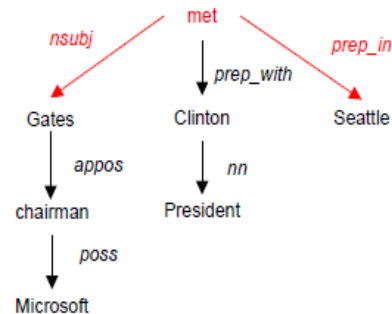 met
nsubj
prep_in
prep_with
Gates
Clinton
Seattle
appos
nn
chairman
President
poss
Microsoft